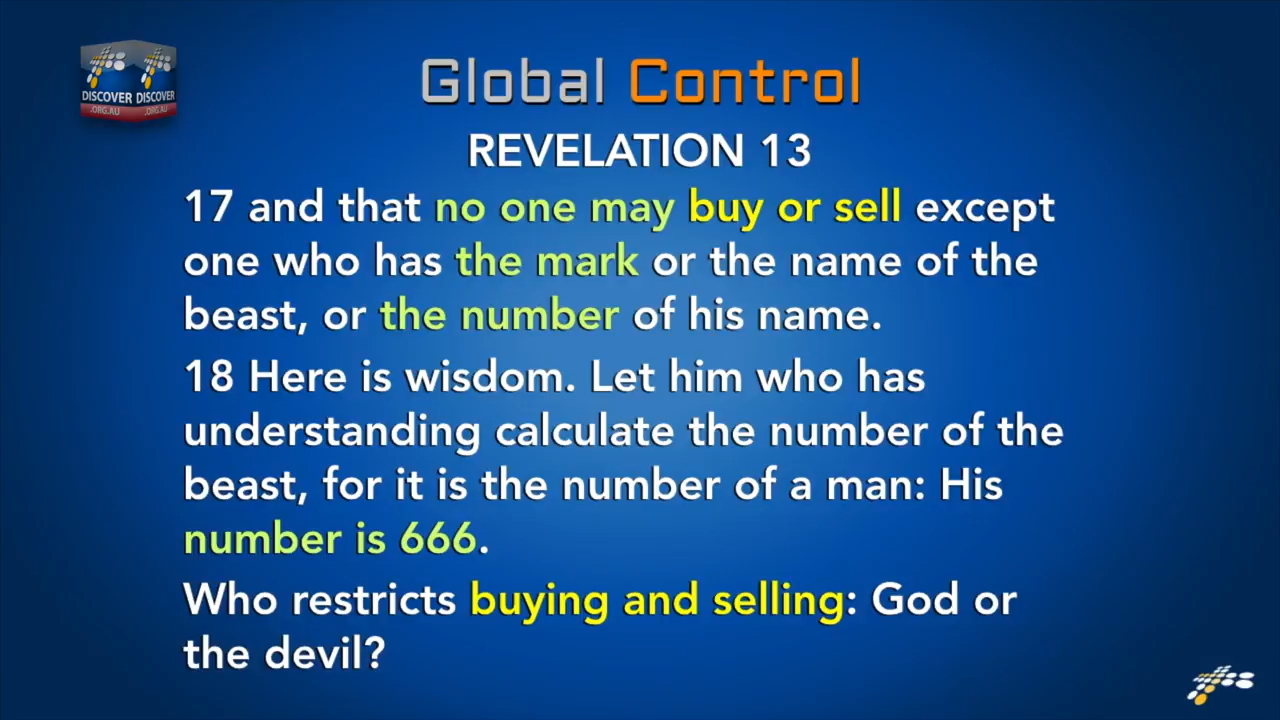 DISCOVER DISCOVER
.ORG.AU .ORG.AU
Global Control
REVELATION 13
17 and that no one may buy or sell except
one who has the mark or the name of the
beast, or the number of his name.
18 Here is wisdom. Let him who has
understanding calculate the number of the
beast, for it is the number of a man: His
number is 666.
Who restricts buying and selling: God or
the devil?